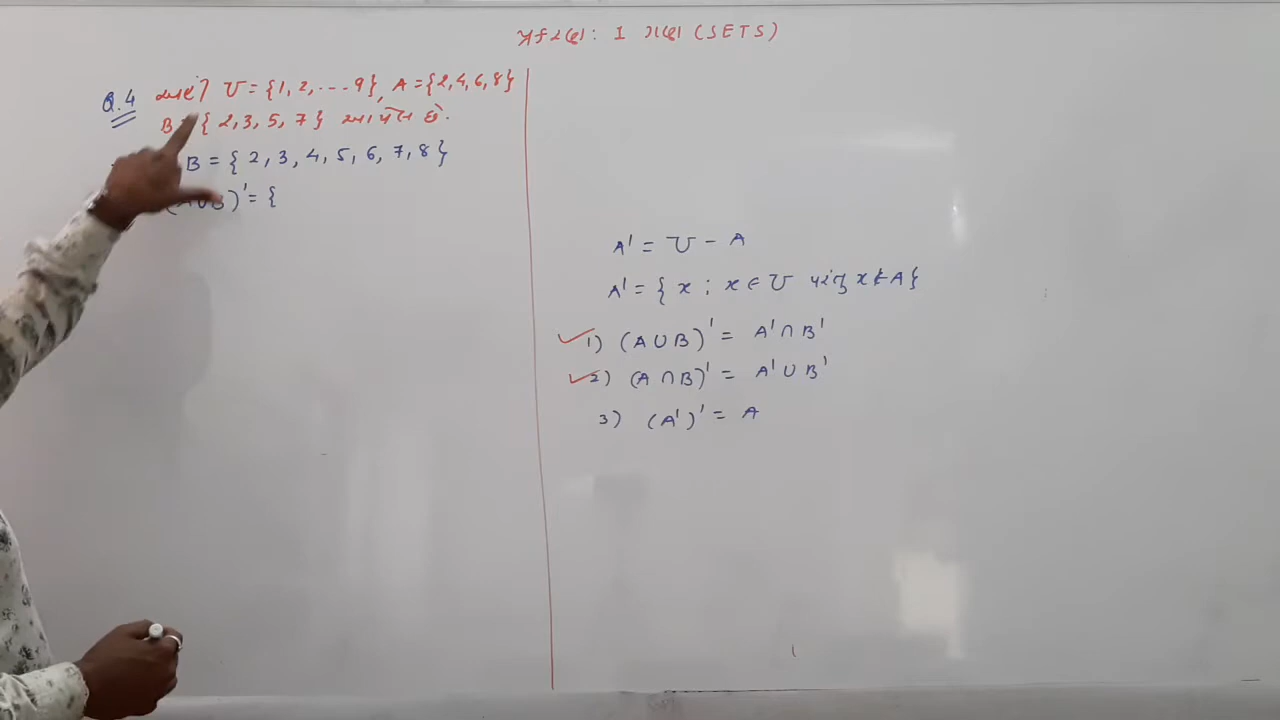 પ્રકરણ: 1 ગણ (SETS)
Q.4 U = {1, 2, ... 9}, A = {2, 4, 6, 8}
B = { 2, 3, 5, 7 } આપેલ છે.
B = { 2, 3, 4, 5, 6, 7, 8 }
(A∪B)' = {
A' = U - A
A' = { x ; x ∈ U પરંતુ x ∉ A }
1) (A ∪ B)' = A' ∩ B'
2) (A ∩ B)' = A' ∪ B'
3) (A')' = A